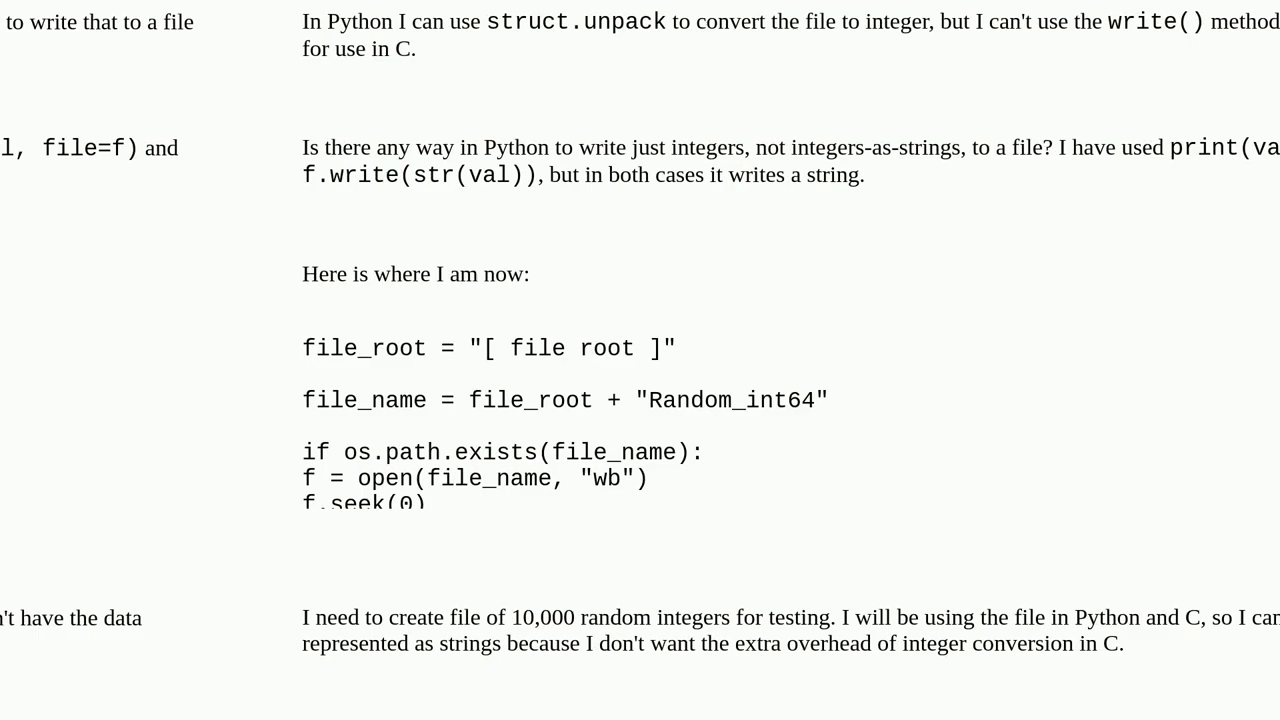 to write that to a file
In Python I can use struct.unpack to convert the file to integer, but I can't use the write() method
for use in C.
l, file=f) and
Is there any way in Python to write just integers, not integers-as-strings, to a file? I have used print(va
f.write(str(val)), but in both cases it writes a string.
Here is where I am now:
file_root = "[ file root ]"
file_name = file_root + "Random_int64"
if os.path.exists(file_name):
f = open(file_name, "wb")
f.seek(0)
n't have the data
I need to create file of 10,000 random integers for testing. I will be using the file in Python and C, so I can
represented as strings because I don't want the extra overhead of integer conversion in C.